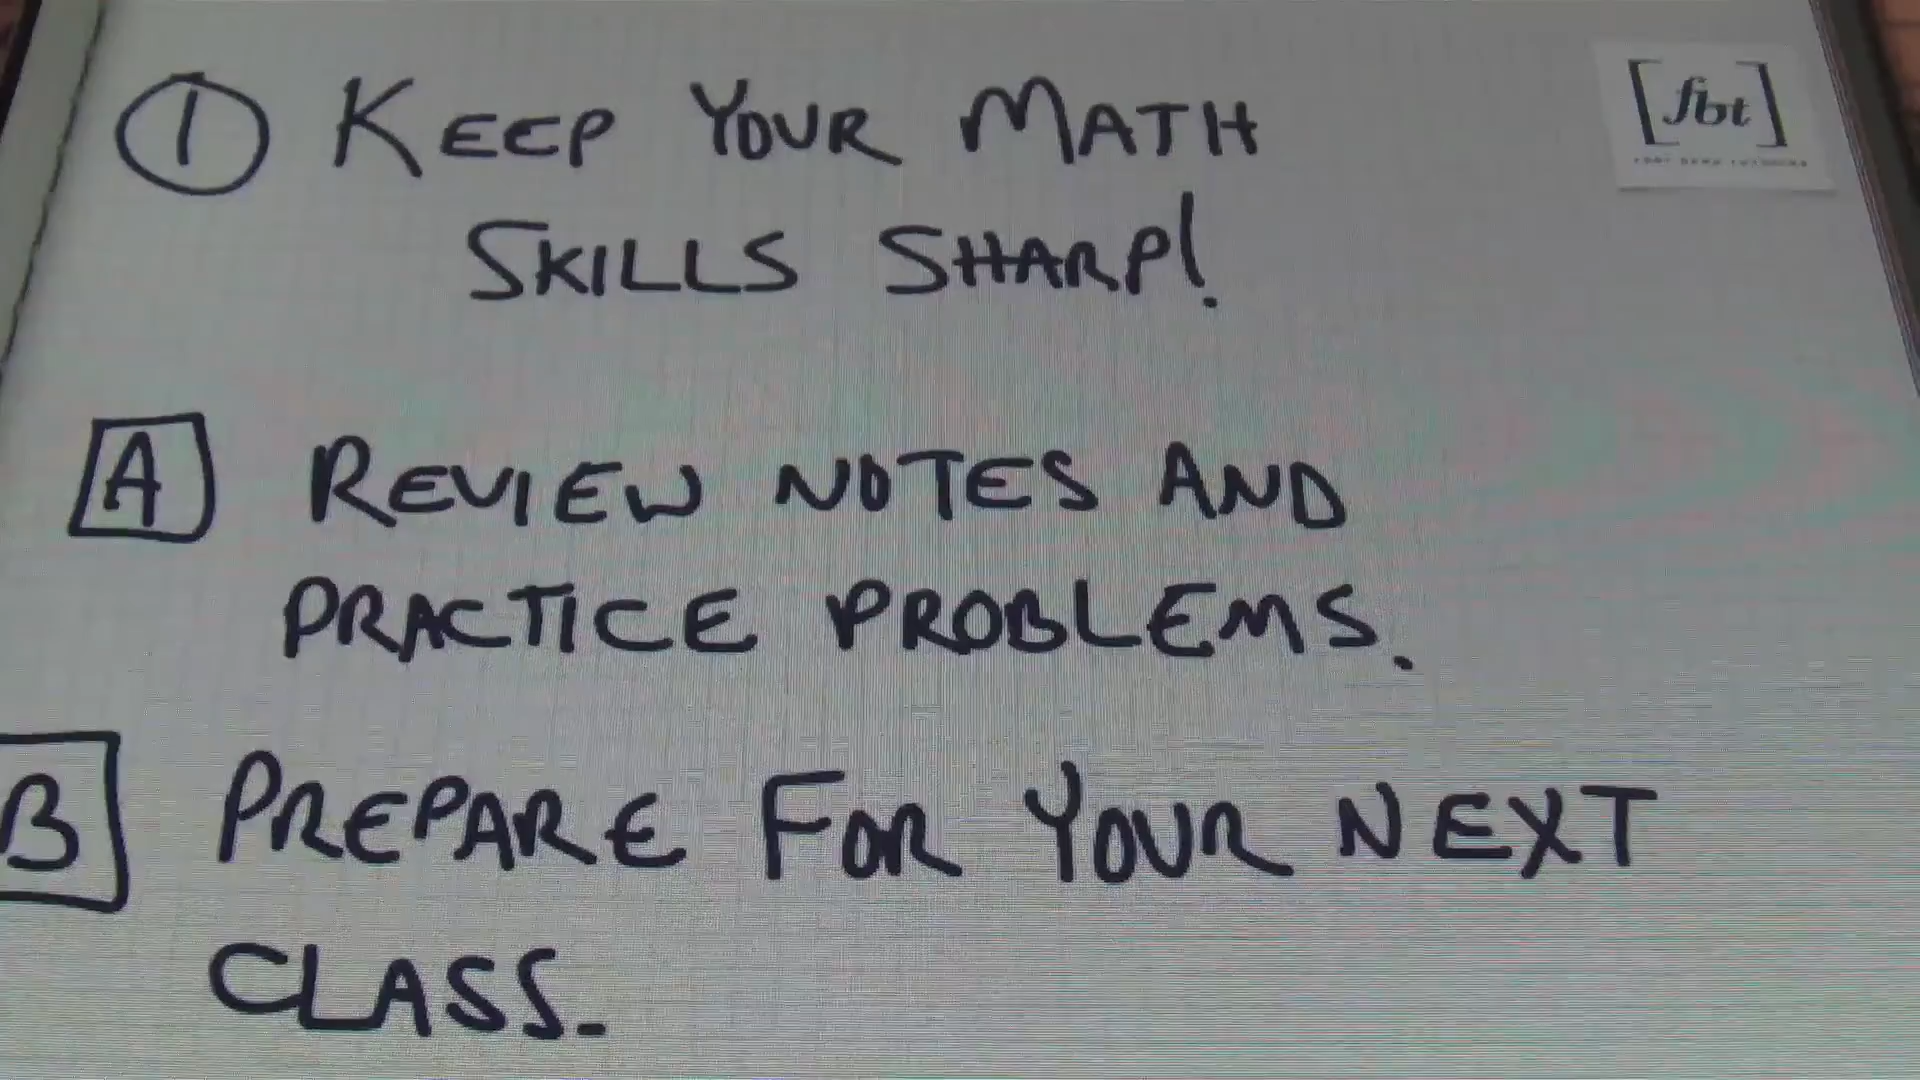 1 KEEP YOUR MATH
SKILLS SHARP!
[fbt]
A REVIEW NOTES AND
PRACTICE PROBLEMS.
B PREPARE FOR YOUR NEXT
CLASS.